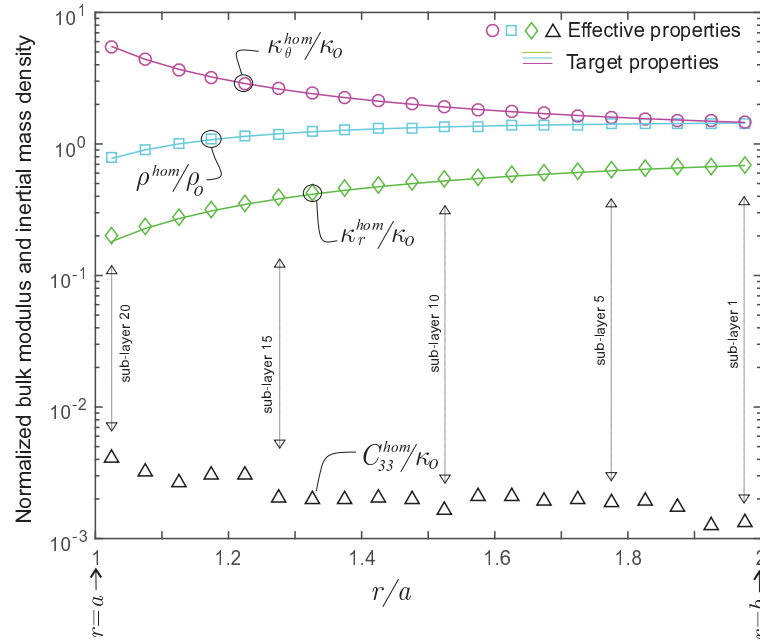 Normalized bulk modulus and inertial mass density
10^1
10^0
10^-1
10^-2
10^-3
Effective properties
Target properties
κ_θ^hom/κ_o
ρ^hom/ρ_o
κ_r^hom/κ_o
sub-layer 20
sub-layer 15
sub-layer 10
sub-layer 5
sub-layer 1
C_33^hom/κ_o
1
1.2
1.4
1.6
1.8
2
r/a
r=a
r=b